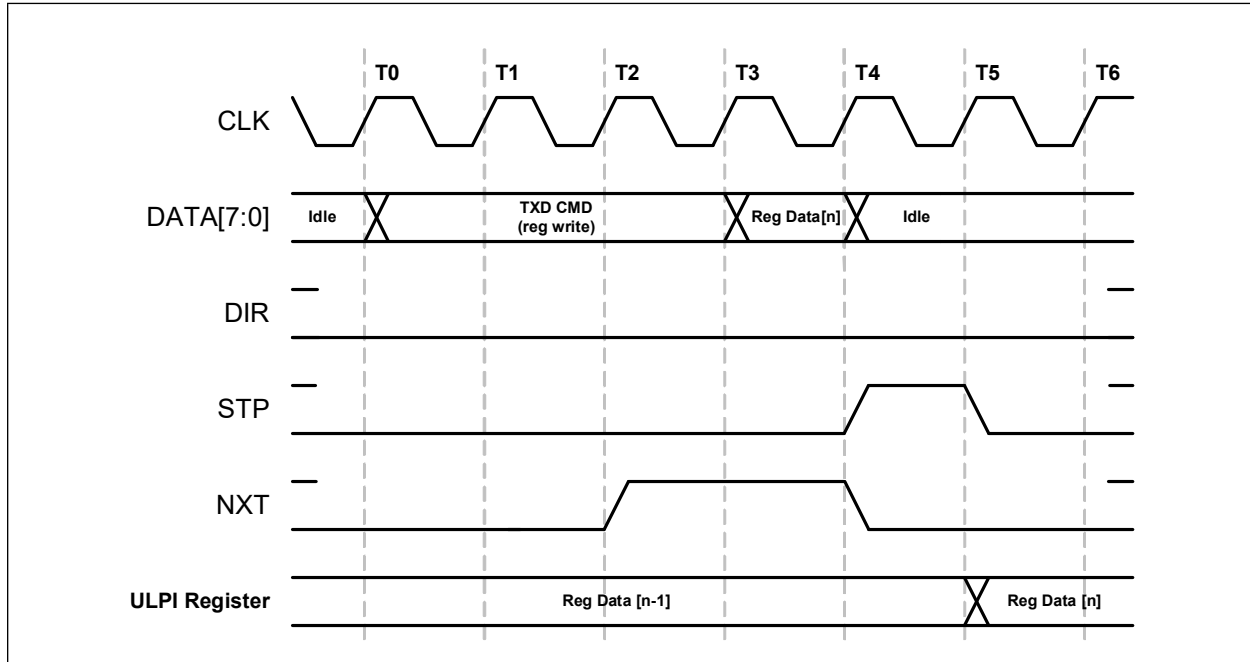 T0 T1 T2 T3 T4 T5 T6
CLK
DATA[7:0] Idle TXD CMD Reg Data[n] Idle
(reg write)
DIR
STP
NXT
ULPI Register Reg Data [n-1] Reg Data [n]